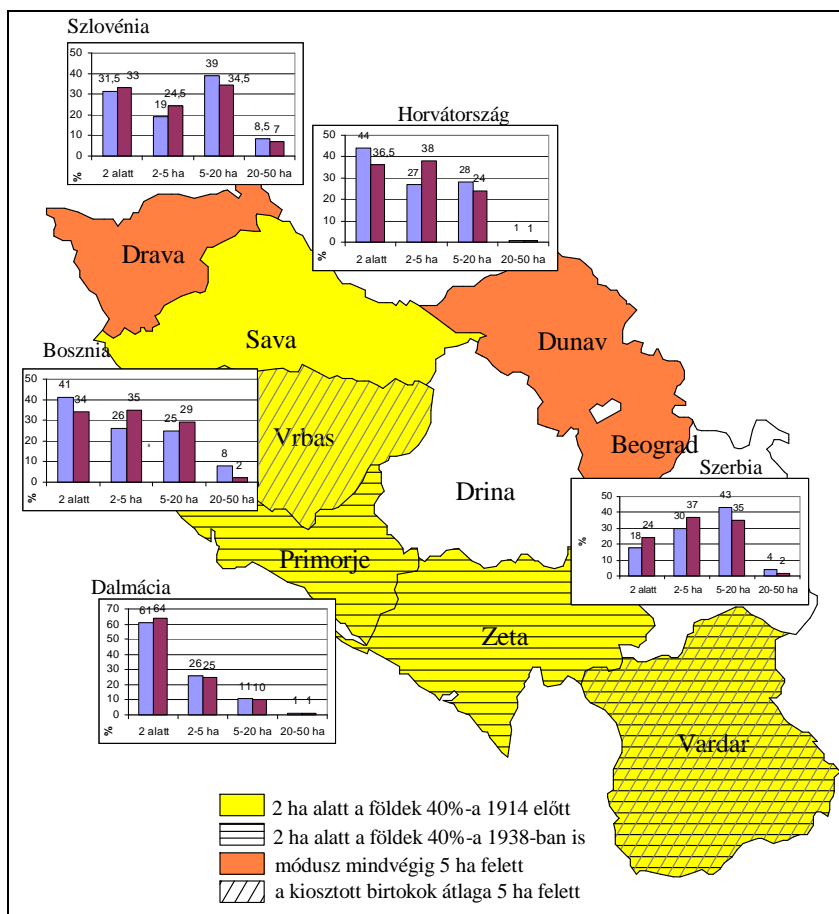 Szlovénia
50
40
30
20
10
0
%
31,5 33
19 24,5
39 34,5
8,5 7
2 alatt 2-5 ha 5-20 ha 20-50 ha
Horvátország
50
40
30
20
10
0
%
44 36,5
27 38
28 24
1 1
2 alatt 2-5 ha 5-20 ha 20-50 ha
Drava
Sava
Dunav
Bosznia
50
40
30
20
10
0
%
41 34
26 35
25 29
8 2
2 alatt 2-5 ha 5-20 ha 20-50 ha
Vrbas
Beograd
Drina
Szerbia
50
40
30
20
10
0
%
18 24
30 37
43 35
4 2
2 alatt 2-5 ha 5-20 ha 20-50 ha
Primorje
Dalmácia
70
60
50
40
30
20
10
0
%
61 64
26 25
11 10
1 1
2 alatt 2-5 ha 5-20 ha 20-50 ha
Zeta
Vardar
2 ha alatt a földek 40%-a 1914 előtt
2 ha alatt a földek 40%-a 1938-ban is
módusz mindvégig 5 ha felett
a kiosztott birtokok átlaga 5 ha felett